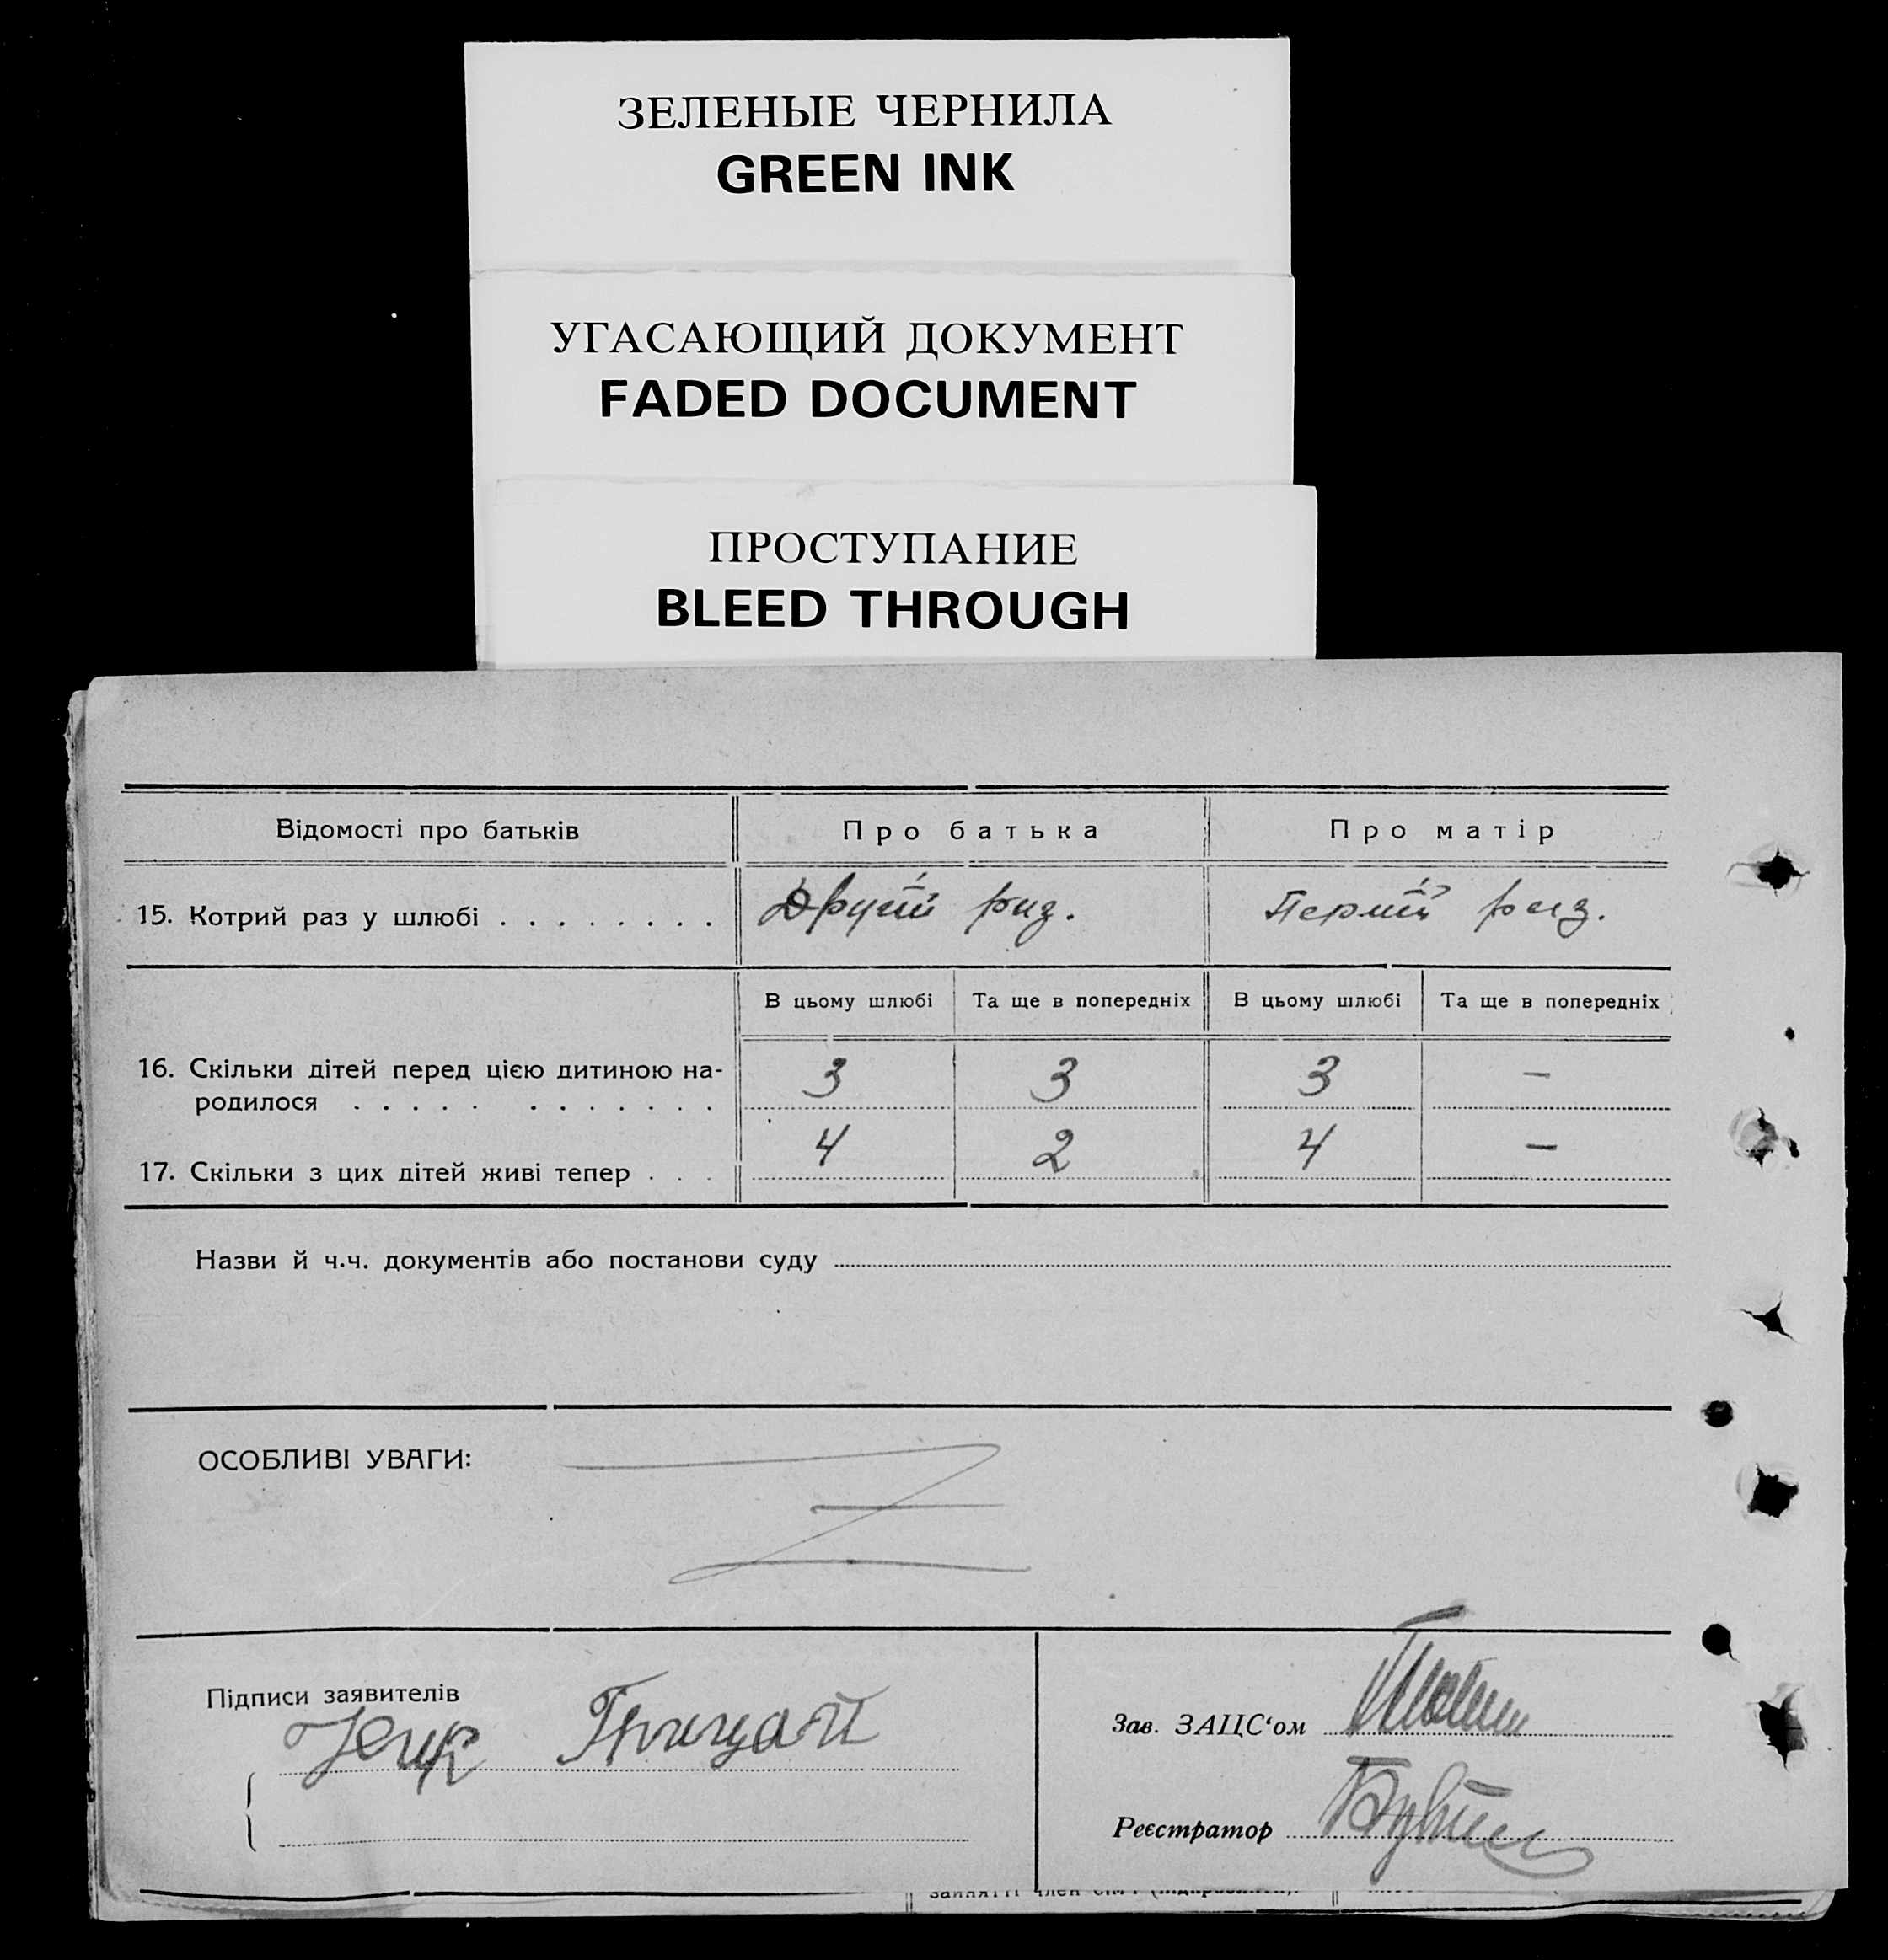 ЗЕЛЕНЫЕ ЧЕРНИЛА
GREEN INK
УГАСАЮЩИЙ ДОКУМЕНТ
FADED DOCUMENT
ПРОСТУПАНИЕ
BLEED THROUGH
Відомості про батьків Про батька Про матір
15. Котрий раз у шлюбі . . . . . . . . Другій раз. Перший раз.
В цьому шлюбі Та ще в попередніх В цьому шлюбі Та ще в попередніх
16. Скільки дітей перед цією дитиною на-
родилося . . . . . . . . . . . . 3 3 3 —
17. Скільки з цих дітей живі тепер . . . 4 2 4 —
Назви й ч.ч. документів або постанови суду
ОСОБЛИВІ УВАГИ:
Підписи заявителів
Зав. ЗАЦС‘ом
Реєстратор